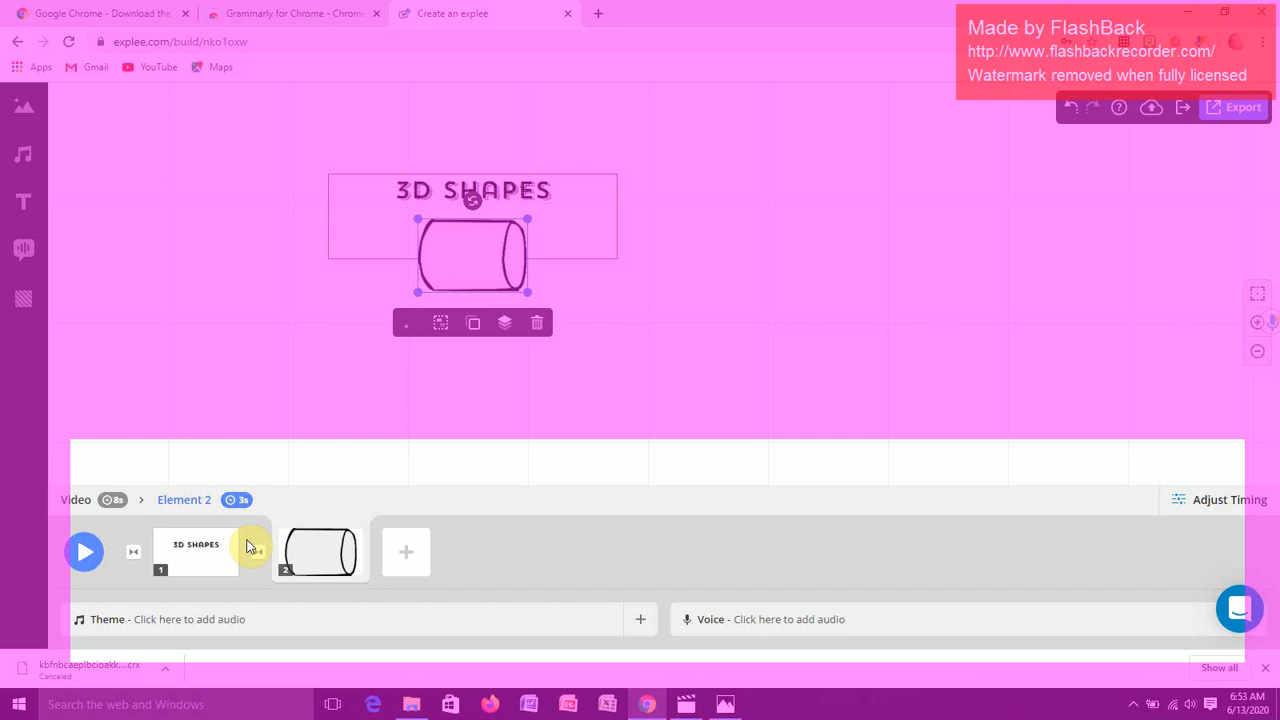 Google Chrome - Download the
Grammarly for Chrome - Chrome
Create an explee
explee.com/build/nko1oxw
Apps
Gmail
YouTube
Maps
Made by FlashBack
http://www.flashbackrecorder.com/
Watermark removed when fully licensed
Export
3D SHAPES
Video
8s
Element 2
3s
Adjust Timing
3D SHAPES
1
2
Theme - Click here to add audio
Voice - Click here to add audio
kbfnbcaeplbcioakk....crx
Canceled
Show all
Search the web and Windows
6:53 AM
6/13/2020